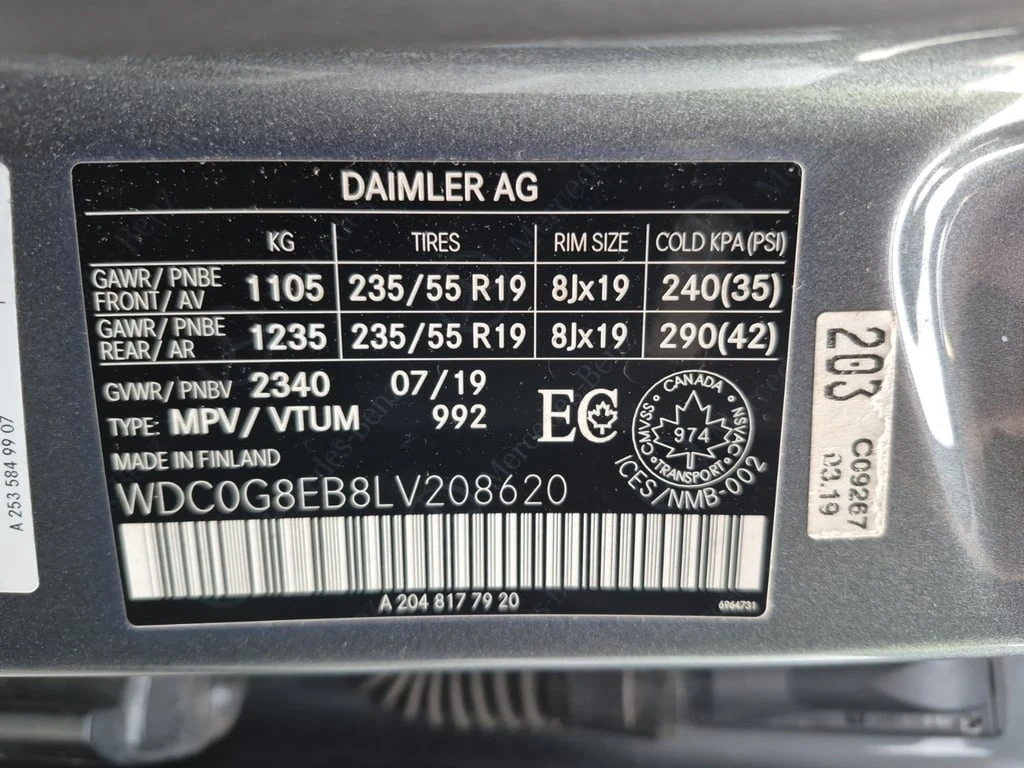 DAIMLER AG
KG TIRES RIM SIZE COLD KPA (PSI)
GAWR/ PNBE
FRONT/ AV 1105 235/55 R19 8Jx19 240(35)
GAWR/ PNBE
REAR/ AR 1235 235/55 R19 8Jx19 290(42)
GVWR/ PNBV 2340 07/19
TYPE: MPV/ VTUM 992
EC
CANADA
CMVSS NSVAC
974
TRANSPORT
ICES/NMB-002
MADE IN FINLAND
WDC0G8EB8LV208620
A 204 817 79 20
6964731
A 253 584 99 07
203
C09267
03.19
Mercedes-Benz